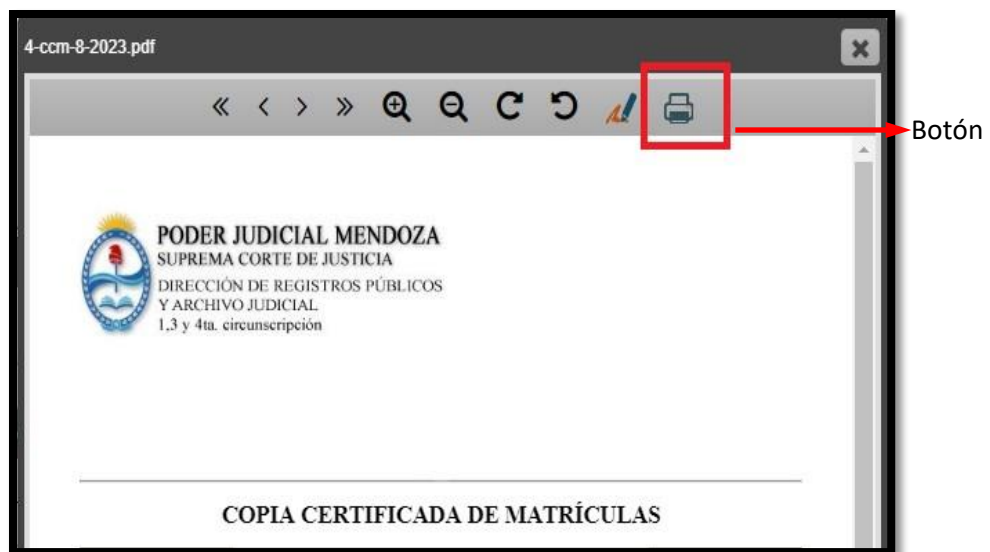 4-ccm-8-2023.pdf
Botón
PODER JUDICIAL MENDOZA
SUPREMA CORTE DE JUSTICIA
DIRECCIÓN DE REGISTROS PÚBLICOS
Y ARCHIVO JUDICIAL
1,3 y 4ta. circunscripción
COPIA CERTIFICADA DE MATRÍCULAS